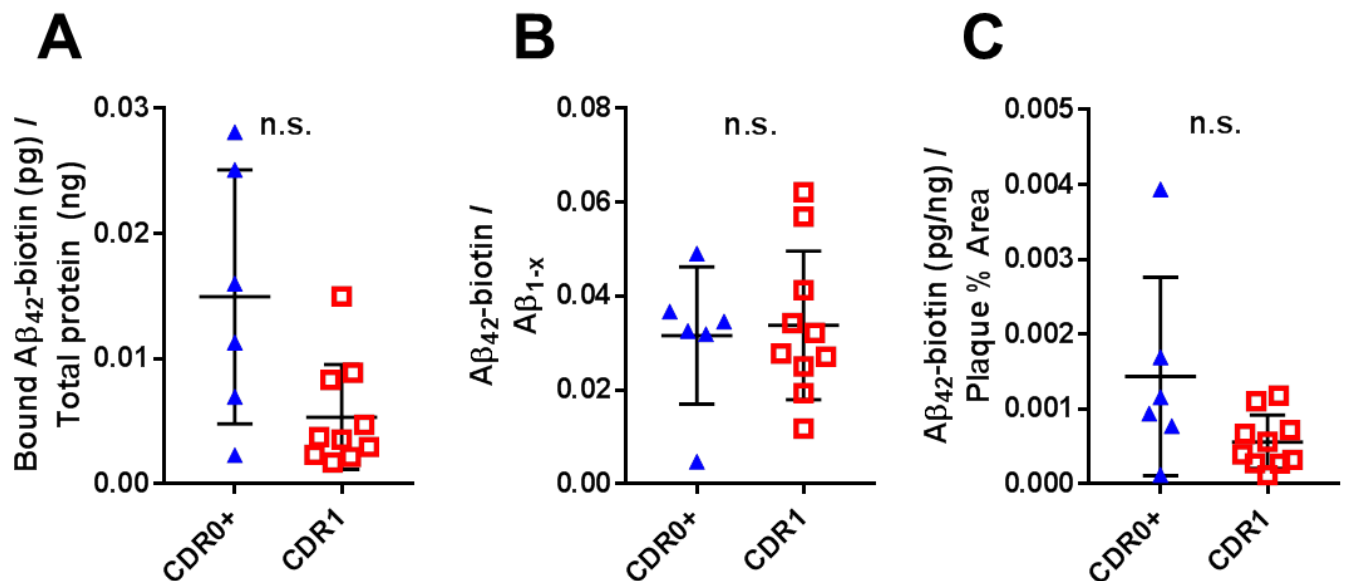 A
Bound Aβ42-biotin (pg) /
Total protein (ng)
0.03
0.02
0.01
0.00
n.s.
CDR0+
CDR1
B
Aβ42-biotin /
Aβ1-x
0.08
0.06
0.04
0.02
0.00
n.s.
CDR0+
CDR1
C
Aβ42-biotin (pg/ng) /
Plaque % Area
0.005
0.004
0.003
0.002
0.001
0.000
n.s.
CDR0+
CDR1